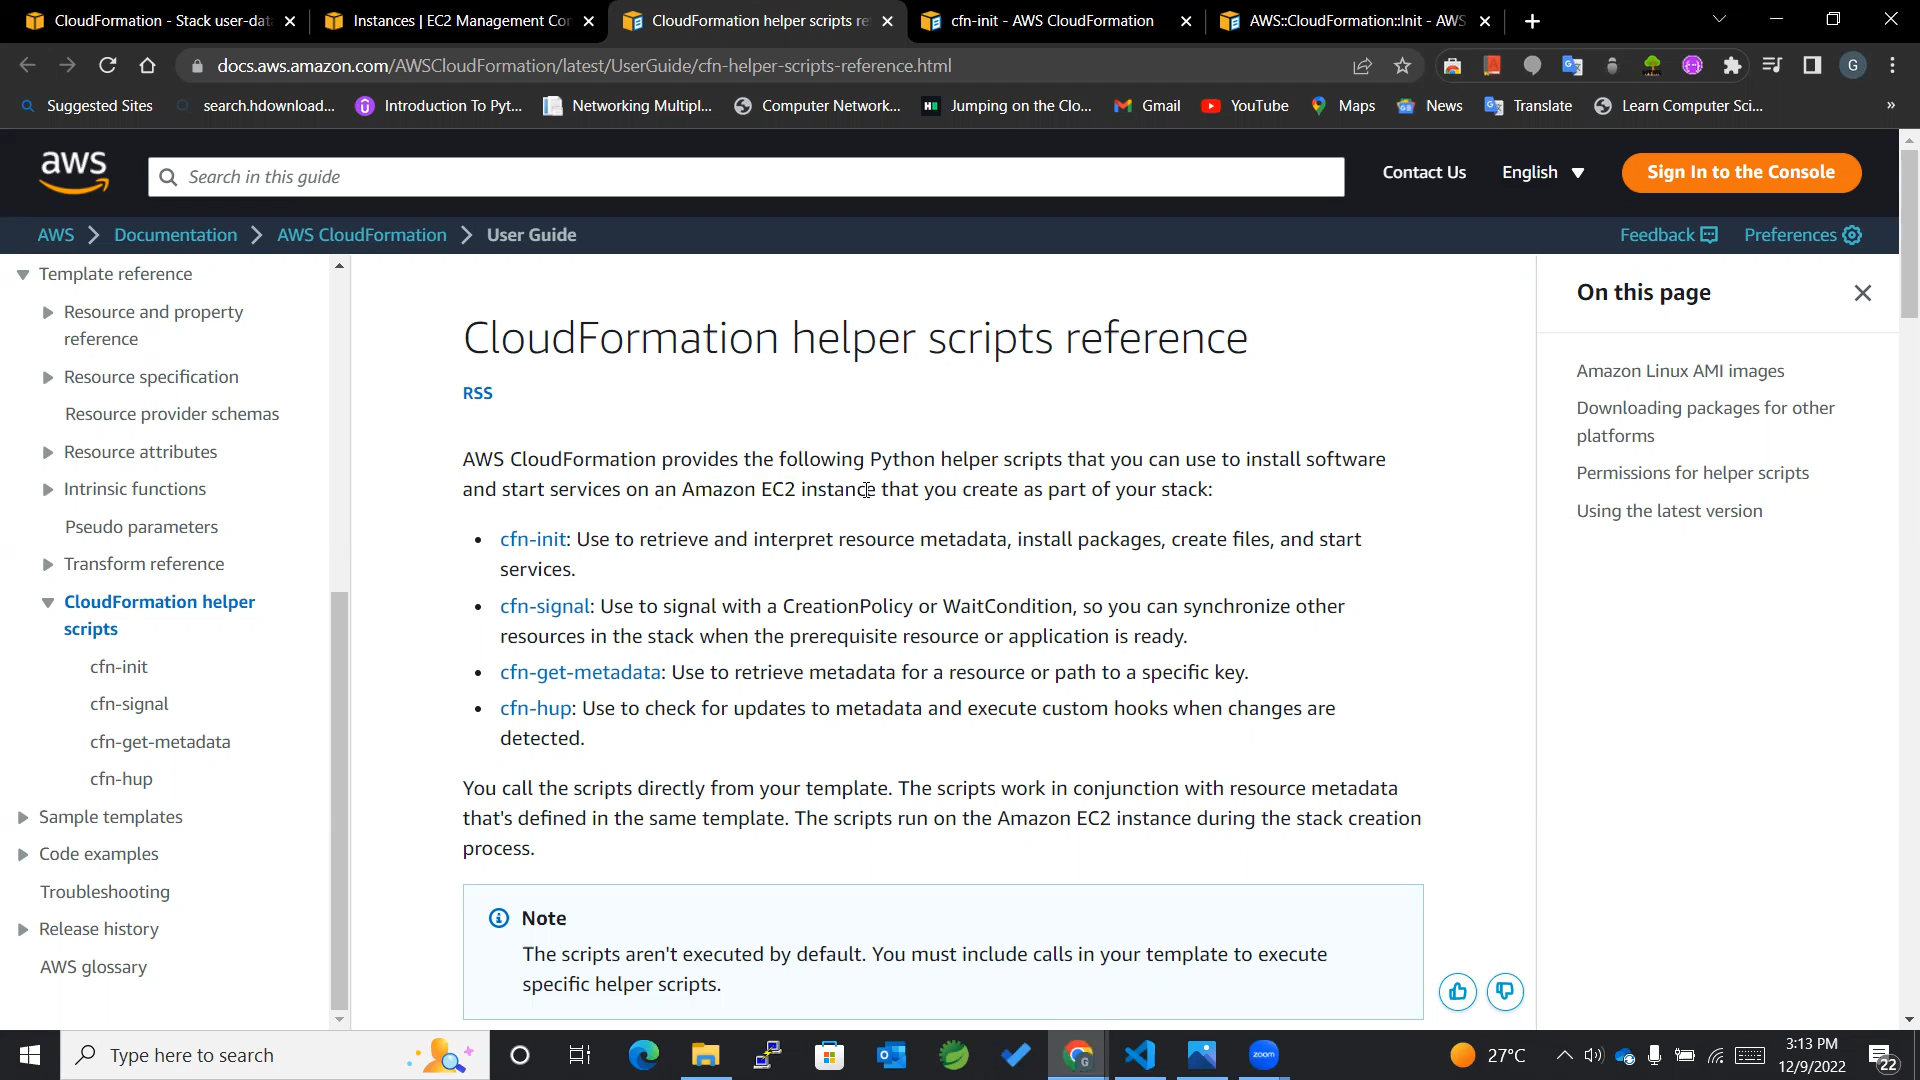 CloudFormation - Stack user-dat
Instances | EC2 Management Co
CloudFormation helper scripts re
cfn-init - AWS CloudFormation
AWS::CloudFormation::Init - AWS
docs.aws.amazon.com/AWSCloudFormation/latest/UserGuide/cfn-helper-scripts-reference.html
G
Suggested Sites
search.hdownload...
Introduction To Pyt...
Networking Multipl...
Computer Network...
Jumping on the Clo...
Gmail
YouTube
Maps
News
Translate
Learn Computer Sci...
»
aws
Search in this guide
Contact Us
English
Sign In to the Console
AWS
Documentation
AWS CloudFormation
User Guide
Feedback
Preferences
Template reference
Resource and property
reference
Resource specification
Resource provider schemas
Resource attributes
Intrinsic functions
Pseudo parameters
Transform reference
CloudFormation helper
scripts
cfn-init
cfn-signal
cfn-get-metadata
cfn-hup
Sample templates
Code examples
Troubleshooting
Release history
AWS glossary
CloudFormation helper scripts reference
RSS
AWS CloudFormation provides the following Python helper scripts that you can use to install software
and start services on an Amazon EC2 instance that you create as part of your stack:
• cfn-init: Use to retrieve and interpret resource metadata, install packages, create files, and start
services.
• cfn-signal: Use to signal with a CreationPolicy or WaitCondition, so you can synchronize other
resources in the stack when the prerequisite resource or application is ready.
• cfn-get-metadata: Use to retrieve metadata for a resource or path to a specific key.
• cfn-hup: Use to check for updates to metadata and execute custom hooks when changes are
detected.
You call the scripts directly from your template. The scripts work in conjunction with resource metadata
that's defined in the same template. The scripts run on the Amazon EC2 instance during the stack creation
process.
Note
The scripts aren't executed by default. You must include calls in your template to execute
specific helper scripts.
On this page
Amazon Linux AMI images
Downloading packages for other
platforms
Permissions for helper scripts
Using the latest version
Type here to search
zoom
27°C
3:13 PM
12/9/2022
22